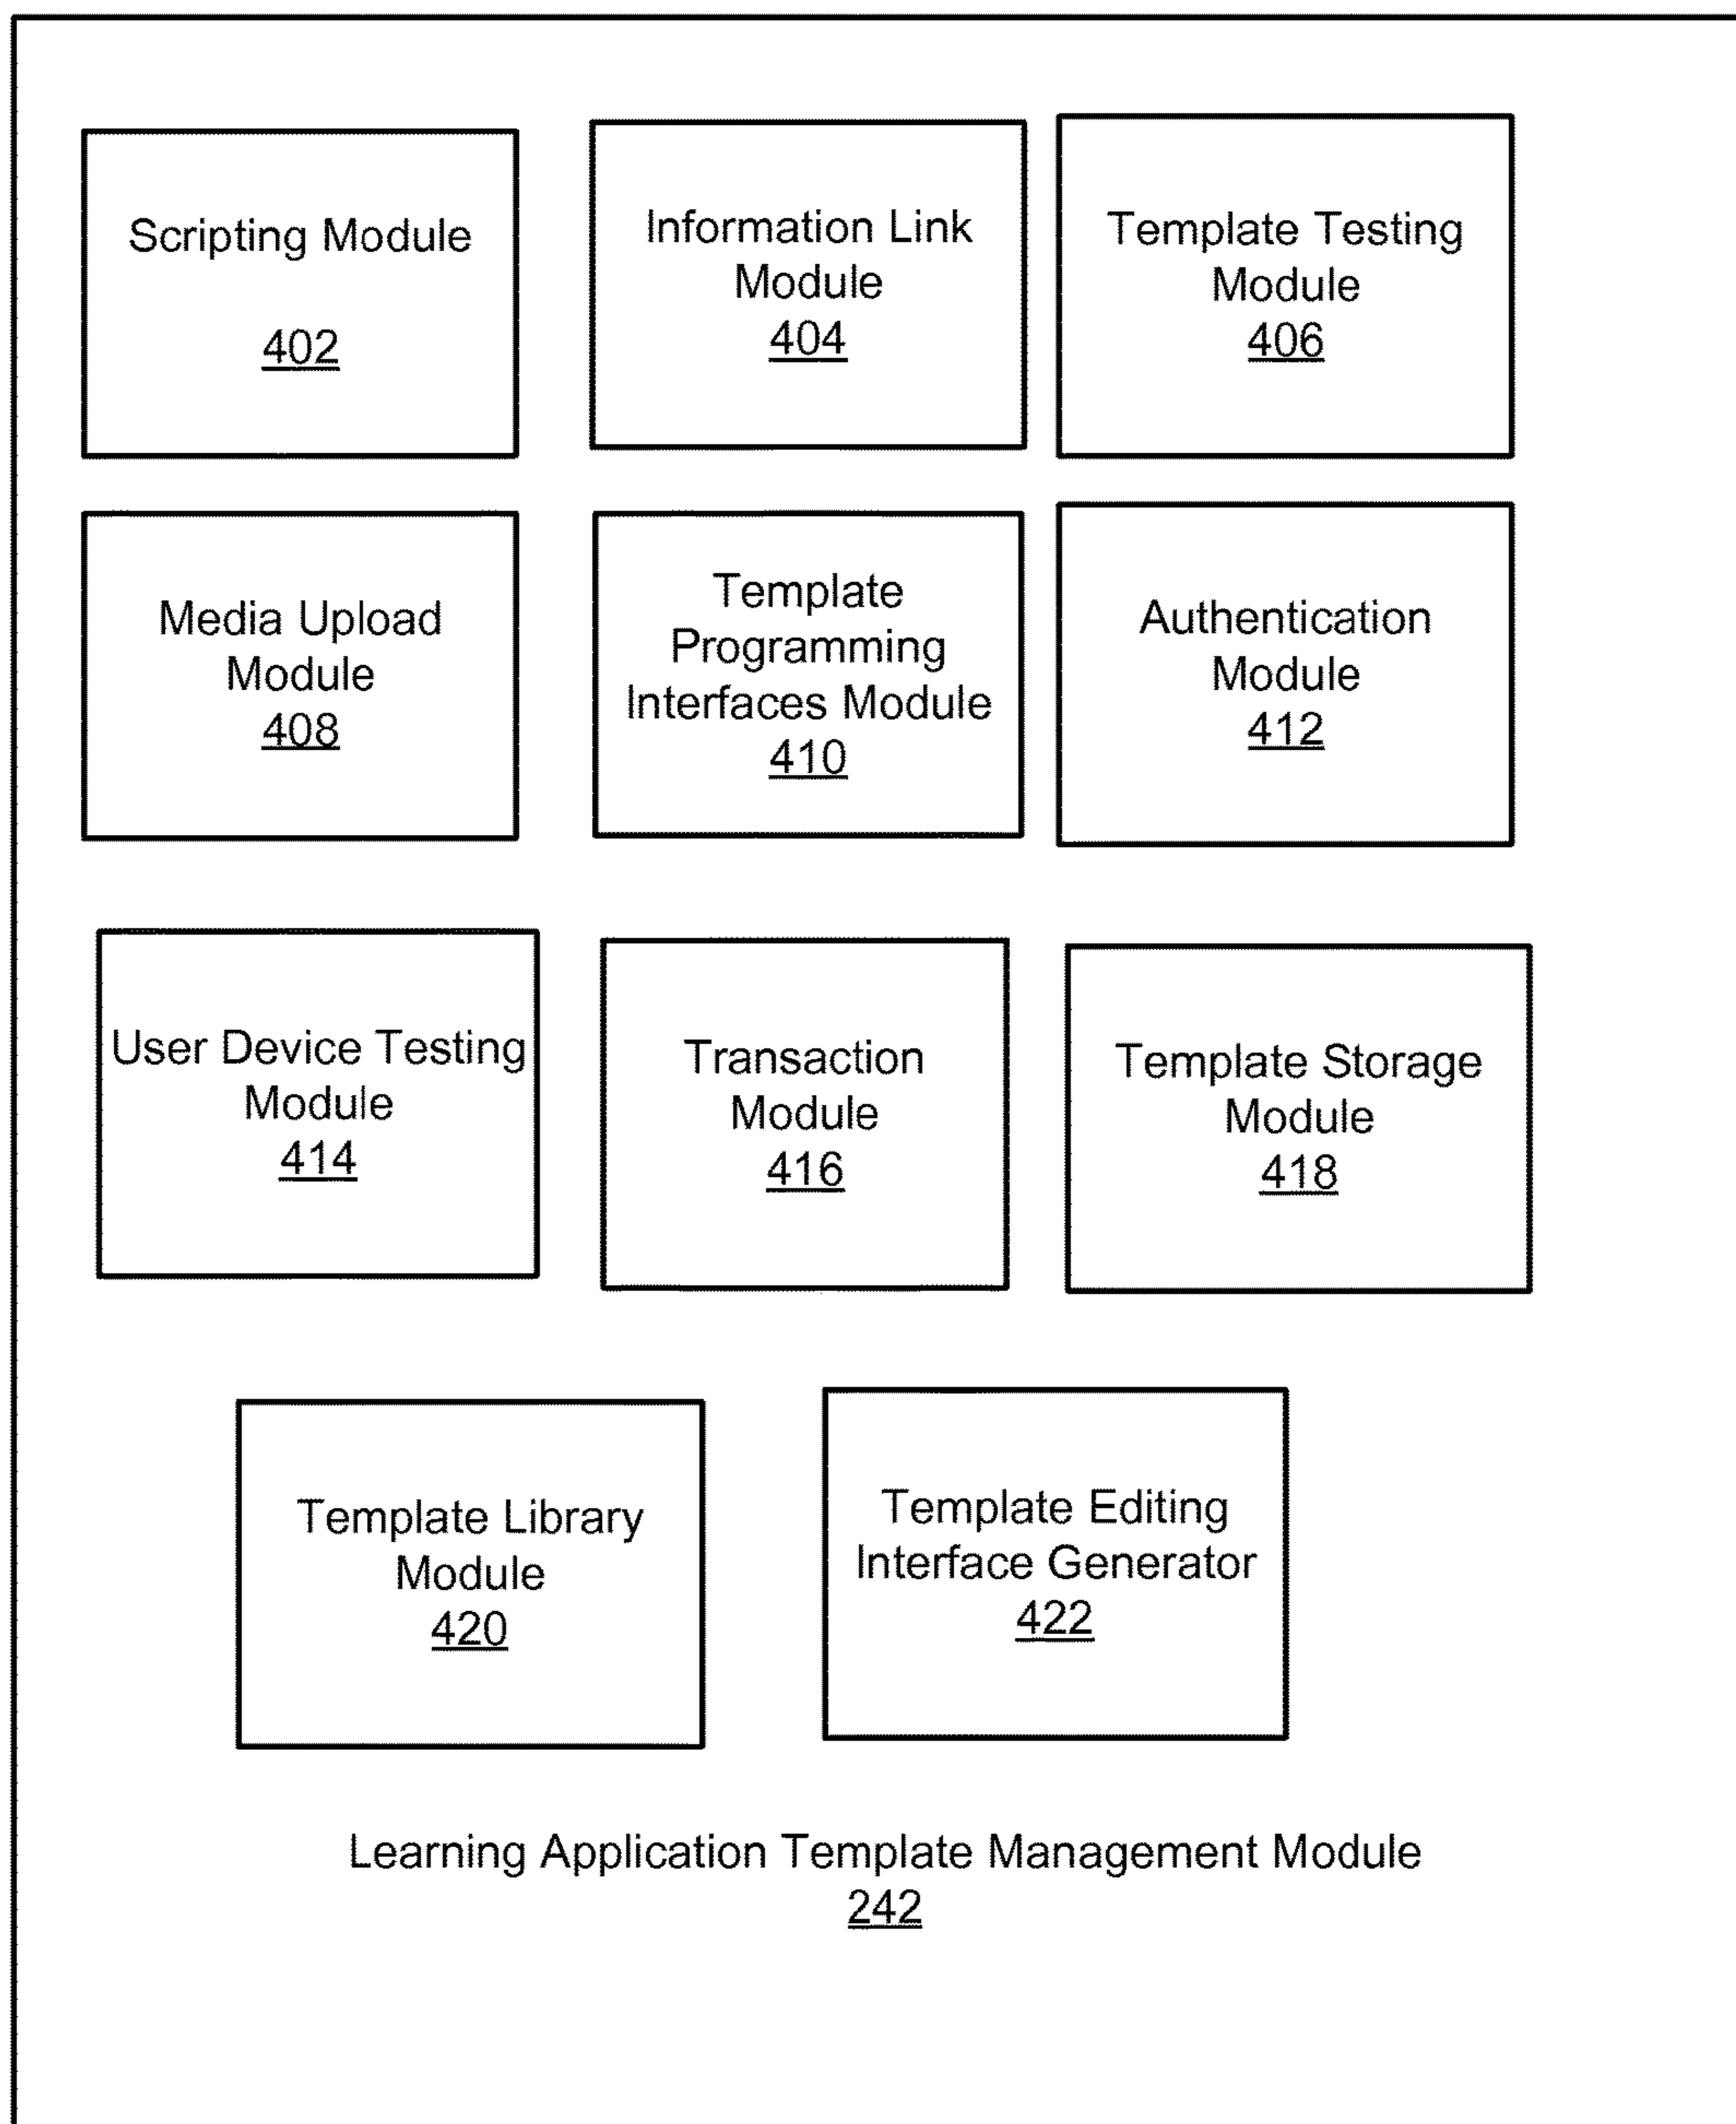 Scripting Module
402
Information Link
Module
404
Template Testing
Module
406
Media Upload
Module
408
Template
Programming
Interfaces Module
410
Authentication
Module
412
User Device Testing
Module
414
Transaction
Module
416
Template Storage
Module
418
Template Library
Module
420
Template Editing
Interface Generator
422
Learning Application Template Management Module
242